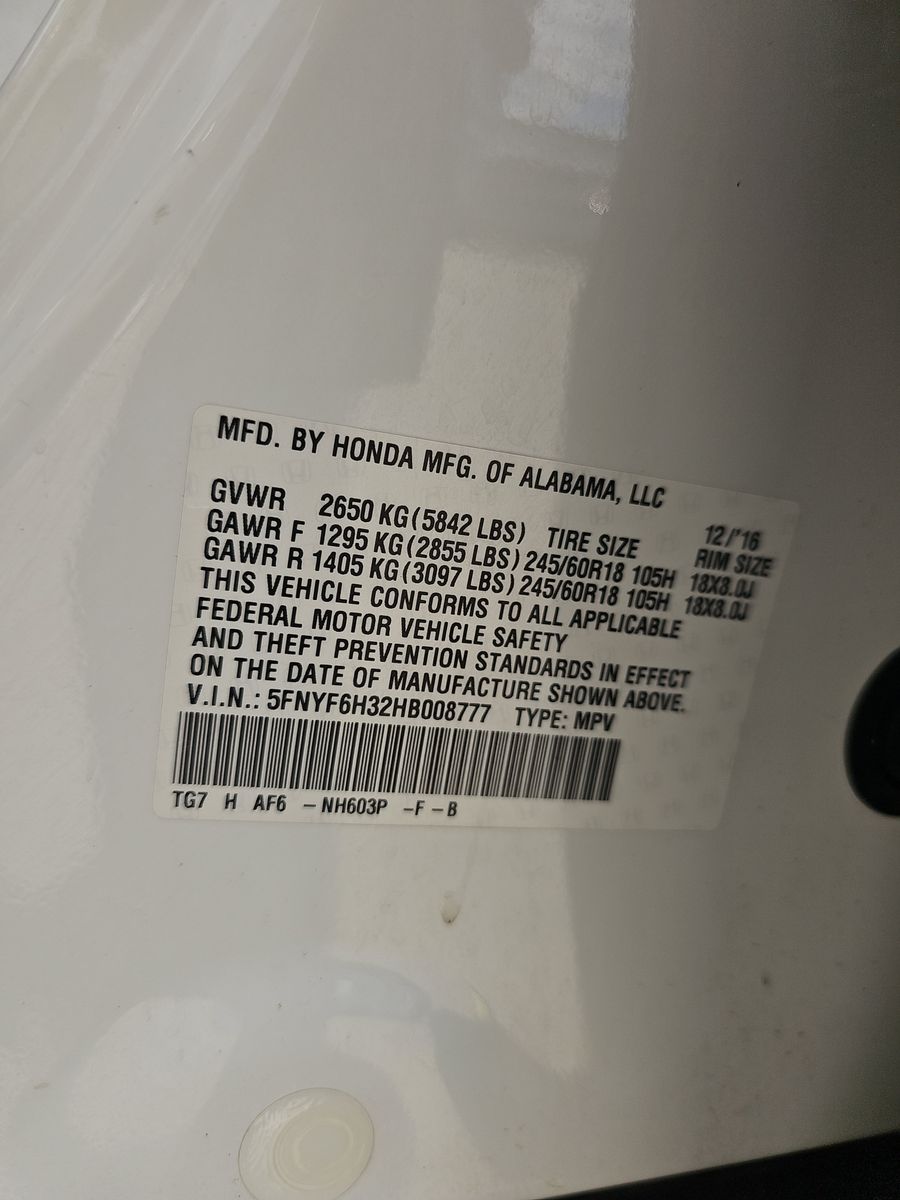 MFD. BY HONDA MFG. OF ALABAMA, LLC
12/'16
GVWR 2650 KG(5842 LBS) TIRE SIZE RIM SIZE
GAWR F 1295 KG(2855 LBS) 245/60R18 105H 18X8.0J
GAWR R 1405 KG(3097 LBS) 245/60R18 105H 18X8.0J
THIS VEHICLE CONFORMS TO ALL APPLICABLE
FEDERAL MOTOR VEHICLE SAFETY
AND THEFT PREVENTION STANDARDS IN EFFECT
ON THE DATE OF MANUFACTURE SHOWN ABOVE.
V.I.N.: 5FNYF6H32HB008777 TYPE: MPV
TG7 H AF6 -NH603P -F-B